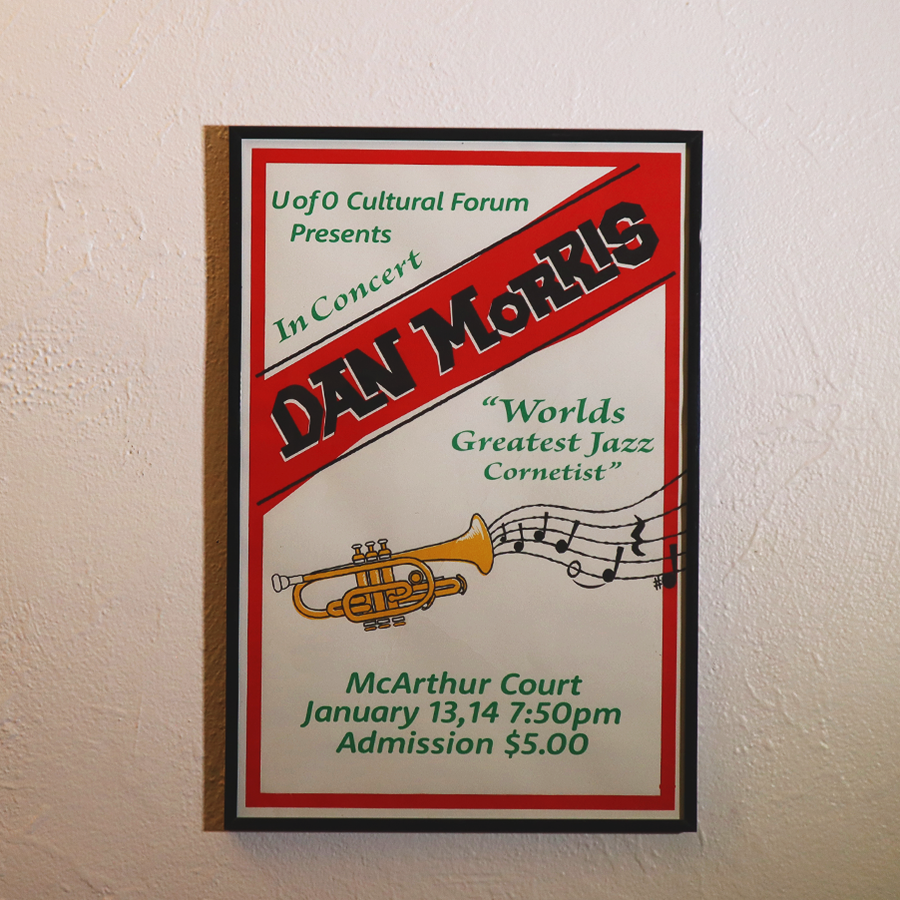 U of O Cultural Forum
Presents
In Concert
DAN MORRIS
“Worlds
Greatest Jazz
Cornetist”
McArthur Court
January 13,14 7:50pm
Admission $5.00